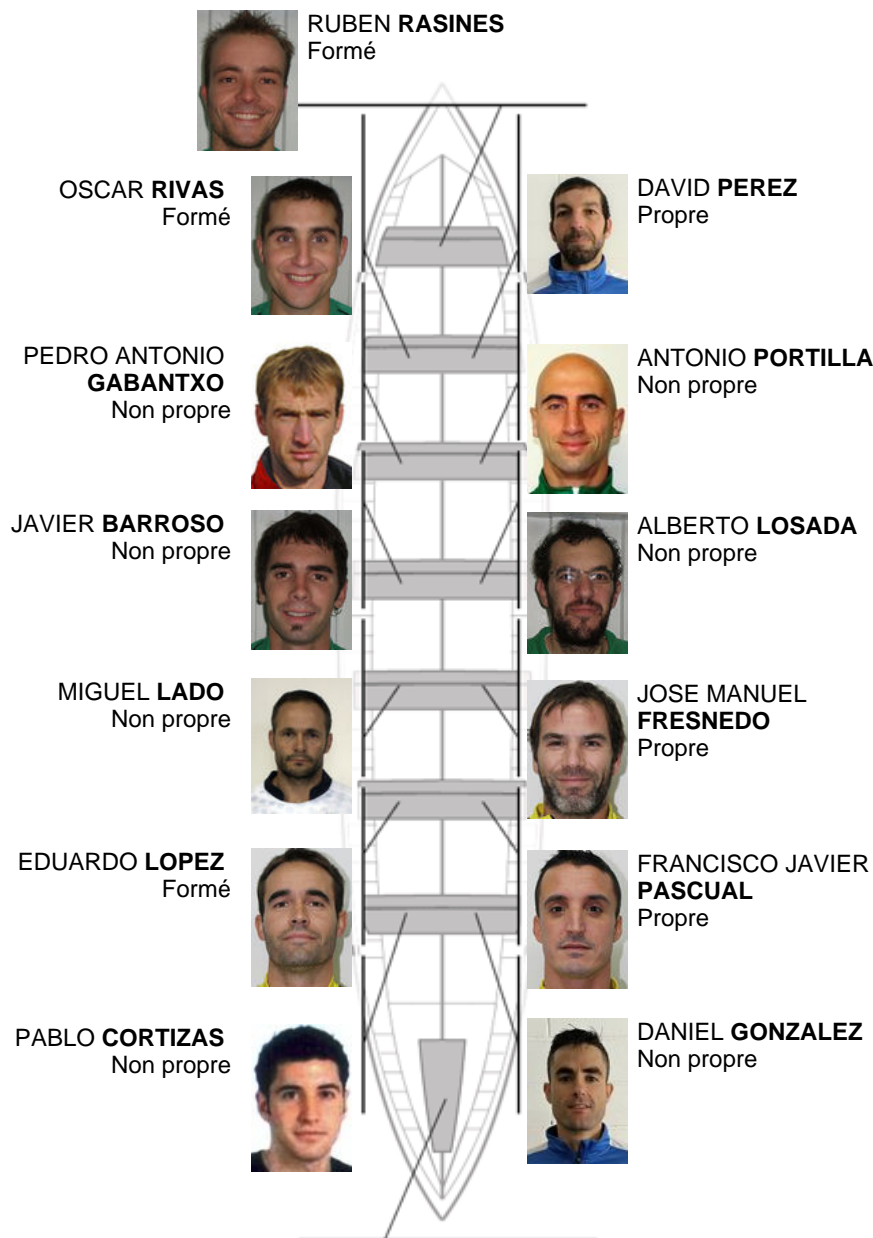 RUBEN RASINES
Formé
OSCAR RIVAS
Formé
DAVID PEREZ
Propre
PEDRO ANTONIO
GABANTXO
Non propre
ANTONIO PORTILLA
Non propre
JAVIER BARROSO
Non propre
ALBERTO LOSADA
Non propre
MIGUEL LADO
Non propre
JOSE MANUEL
FRESNEDO
Propre
EDUARDO LOPEZ
Formé
FRANCISCO JAVIER
PASCUAL
Propre
PABLO CORTIZAS
Non propre
DANIEL GONZALEZ
Non propre